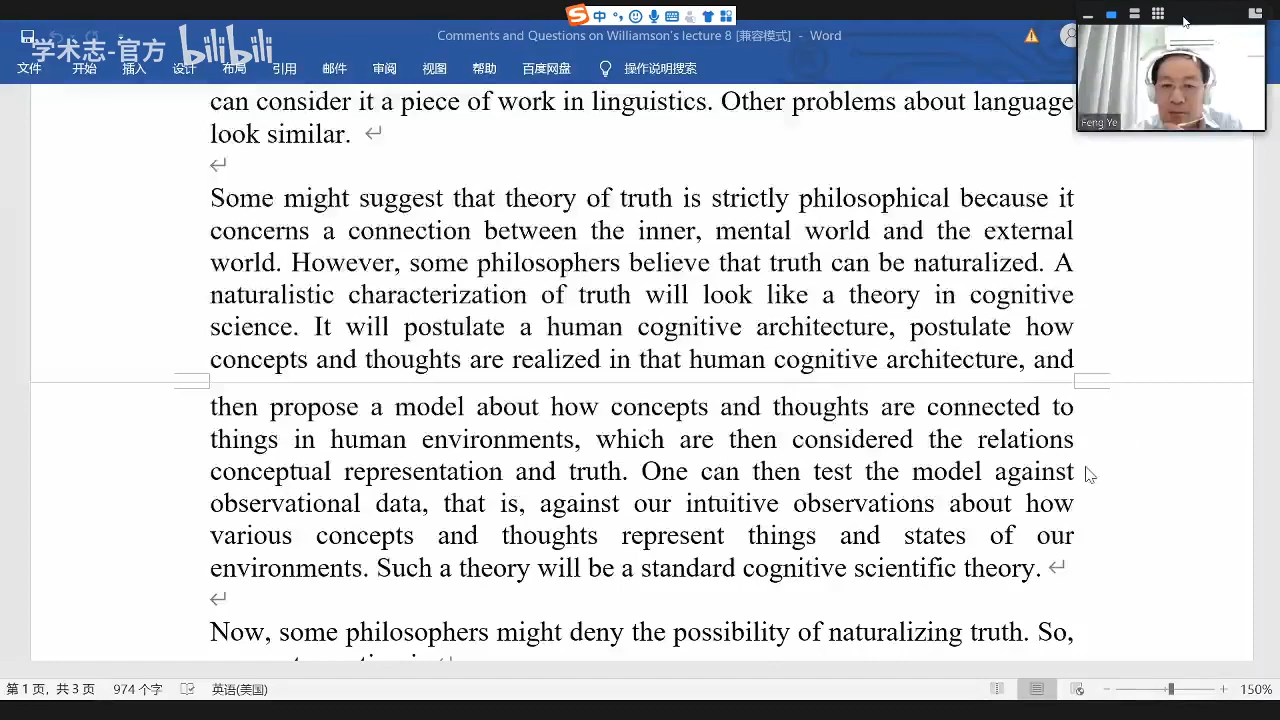 中
Comments and Questions on Williamson's lecture 8 [兼容模式] - Word
学术志-官方 bilibili
文件 开始 插入 设计 布局 引用 邮件 审阅 视图 帮助 百度网盘 操作说明搜索
Feng Ye
can consider it a piece of work in linguistics. Other problems about language
look similar.
Some might suggest that theory of truth is strictly philosophical because it
concerns a connection between the inner, mental world and the external
world. However, some philosophers believe that truth can be naturalized. A
naturalistic characterization of truth will look like a theory in cognitive
science. It will postulate a human cognitive architecture, postulate how
concepts and thoughts are realized in that human cognitive architecture, and
then propose a model about how concepts and thoughts are connected to
things in human environments, which are then considered the relations
conceptual representation and truth. One can then test the model against
observational data, that is, against our intuitive observations about how
various concepts and thoughts represent things and states of our
environments. Such a theory will be a standard cognitive scientific theory.
Now, some philosophers might deny the possibility of naturalizing truth. So,
第1页，共3页 974个字 英语(美国) 150%